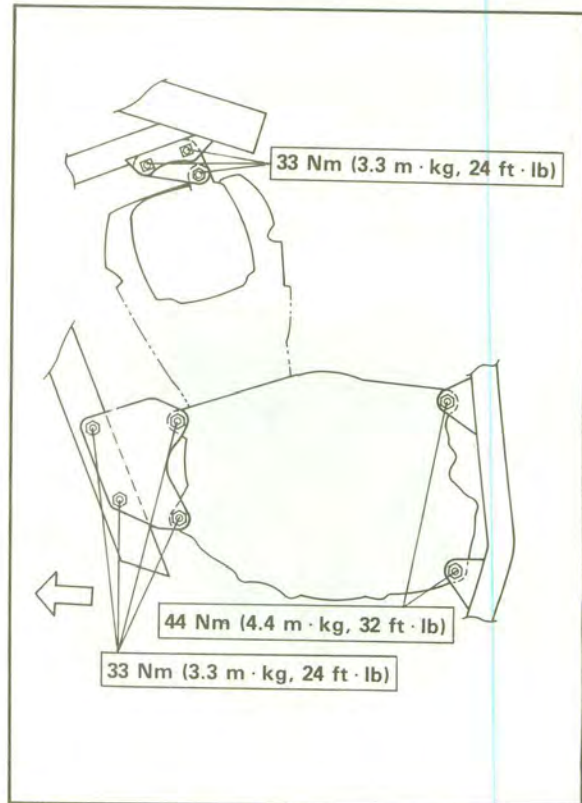 33 Nm (3.3 m · kg, 24 ft · lb)
44 Nm (4.4 m · kg, 32 ft · lb)
33 Nm (3.3 m · kg, 24 ft · lb)